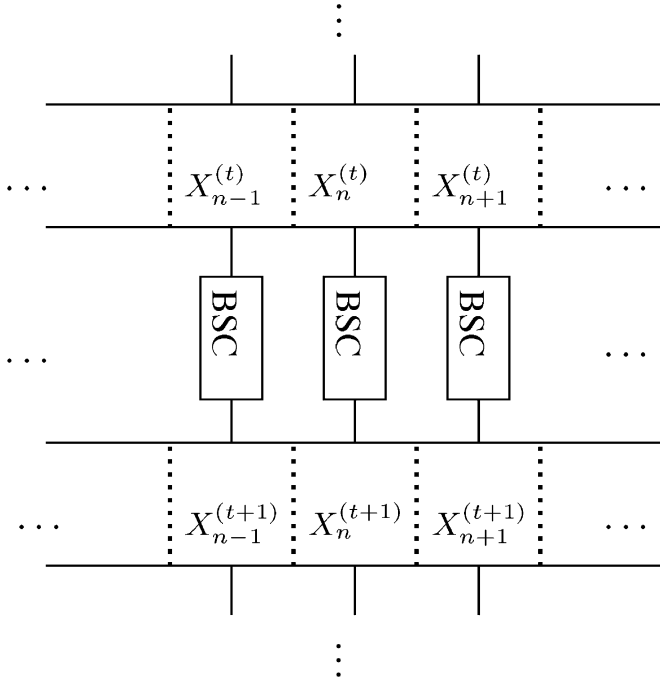 ⋮
⋯ X_{n-1}^{(t)} X_n^{(t)} X_{n+1}^{(t)} ⋯
⋯ BSC BSC BSC ⋯
⋯ X_{n-1}^{(t+1)} X_n^{(t+1)} X_{n+1}^{(t+1)} ⋯
⋮